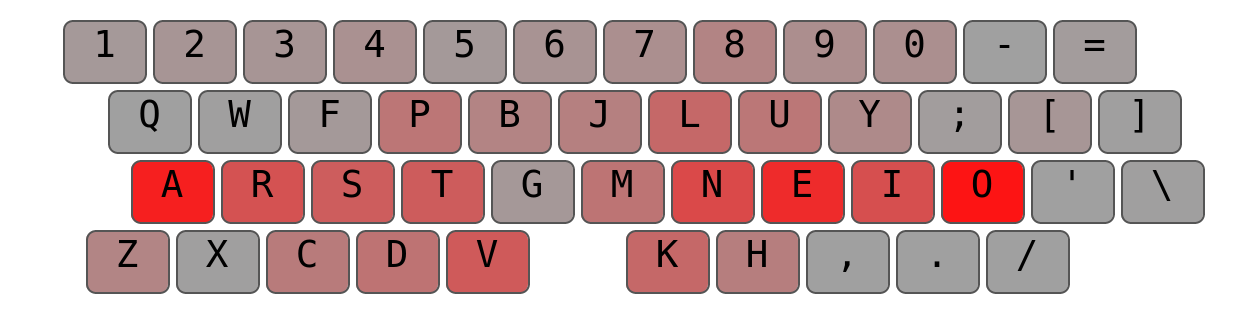 1 2 3 4 5 6 7 8 9 0 - =
Q W F P B J L U Y ; [ ]
A R S T G M N E I O ' \
Z X C D V K H , . /